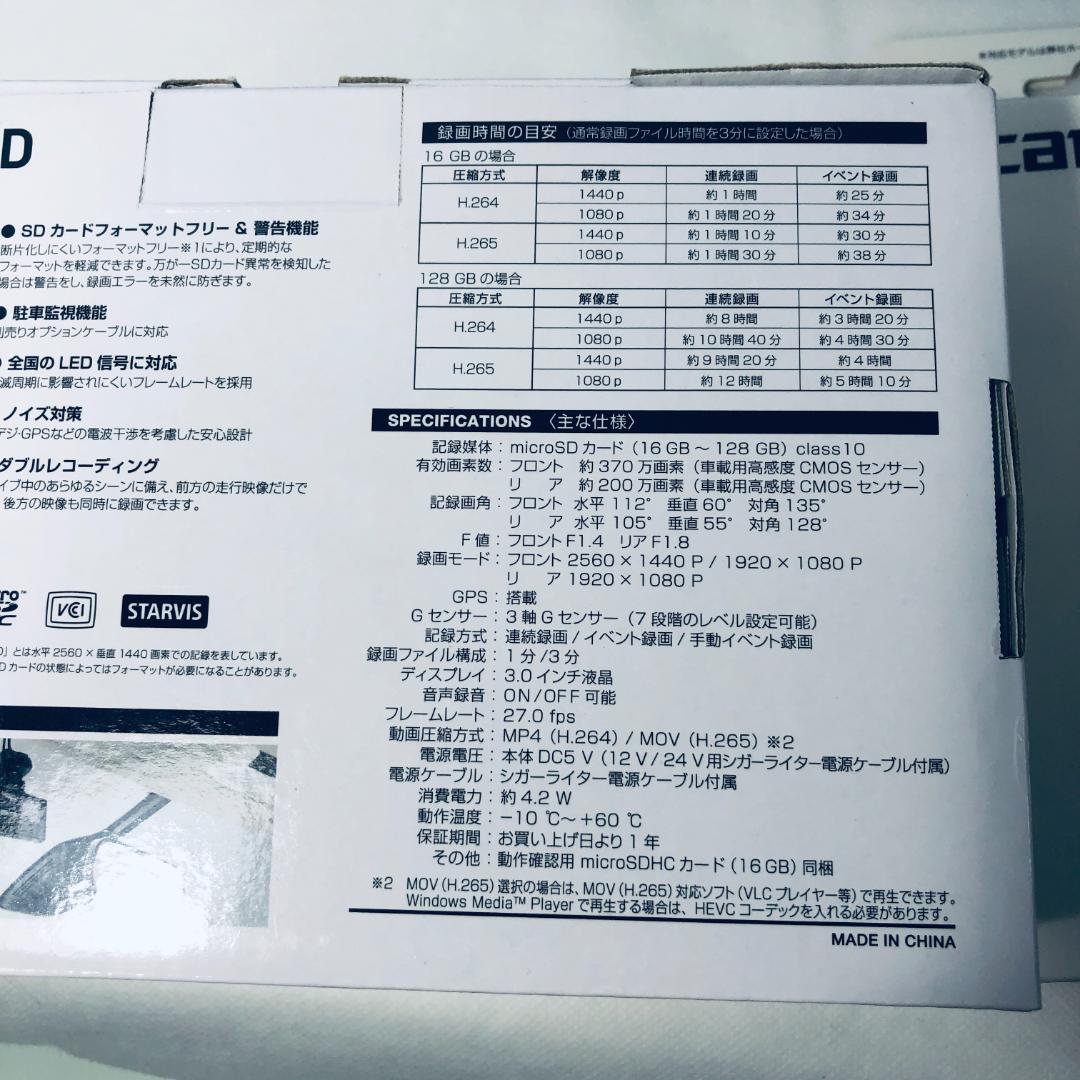 D
● SD カードフォーマットフリー & 警告機能
断片化しにくいフォーマットフリー※1により、定期的な
フォーマットを軽減できます。万が一SDカード異常を検知した
場合は警告をし、録画エラーを未然に防ぎます。
● 駐車監視機能
別売りオプションケーブルに対応
全国の LED 信号に対応
滅周期に影響されにくいフレームレートを採用
ノイズ対策
デジ・GPSなどの電波干渉を考慮した安心設計
ダブルレコーディング
イブ中のあらゆるシーンに備え、前方の走行映像だけで
後方の映像も同時に録画できます。
VCCI
STARVIS
」とは水平 2560 × 垂直 1440 画素での記録を表しています。
Dカードの状態によってはフォーマットが必要になることがあります。
録画時間の目安 (通常録画ファイル時間を3分に設定した場合)
16 GB の場合
圧縮方式 解像度 連続録画 イベント録画
H.264 1440 p 約 1 時間 約 25 分
1080 p 約 1 時間 20 分 約 34 分
H.265 1440 p 約 1 時間 10 分 約 30 分
1080 p 約 1 時間 30 分 約 38 分
128 GB の場合
圧縮方式 解像度 連続録画 イベント録画
H.264 1440 p 約 8 時間 約 3 時間 20 分
1080 p 約 10 時間 40 分 約 4 時間 30 分
H.265 1440 p 約 9 時間 20 分 約 4 時間
1080 p 約 12 時間 約 5 時間 10 分
SPECIFICATIONS 〈主な仕様〉
記録媒体：microSD カード (16 GB ～ 128 GB) class10
有効画素数：フロント 約 370 万画素 (車載用高感度 CMOS センサー)
リ ア 約 200 万画素 (車載用高感度 CMOS センサー)
記録画角：フロント 水平 112° 垂直 60° 対角 135°
リ ア 水平 105° 垂直 55° 対角 128°
F 値：フロント F1.4 リア F1.8
録画モード：フロント 2560 × 1440 P / 1920 × 1080 P
リ ア 1920 × 1080 P
GPS：搭載
G センサー：3 軸 G センサー (7 段階のレベル設定可能)
記録方式：連続録画 / イベント録画 / 手動イベント録画
録画ファイル構成：1 分 /3 分
ディスプレイ：3.0 インチ液晶
音声録音：ON/OFF 可能
フレームレート：27.0 fps
動画圧縮方式：MP4 (H.264) / MOV (H.265) ※2
電源電圧：本体 DC5 V (12 V / 24 V 用シガーライター電源ケーブル付属)
電源ケーブル：シガーライター電源ケーブル付属
消費電力：約 4.2 W
動作温度：−10 ℃～＋60 ℃
保証期間：お買い上げ日より 1 年
その他：動作確認用 microSDHC カード (16 GB) 同梱
※2 MOV (H.265) 選択の場合は、MOV (H.265) 対応ソフト (VLC プレイヤー等) で再生できます。
Windows Media™ Player で再生する場合は、HEVC コーデックを入れる必要があります。
MADE IN CHINA